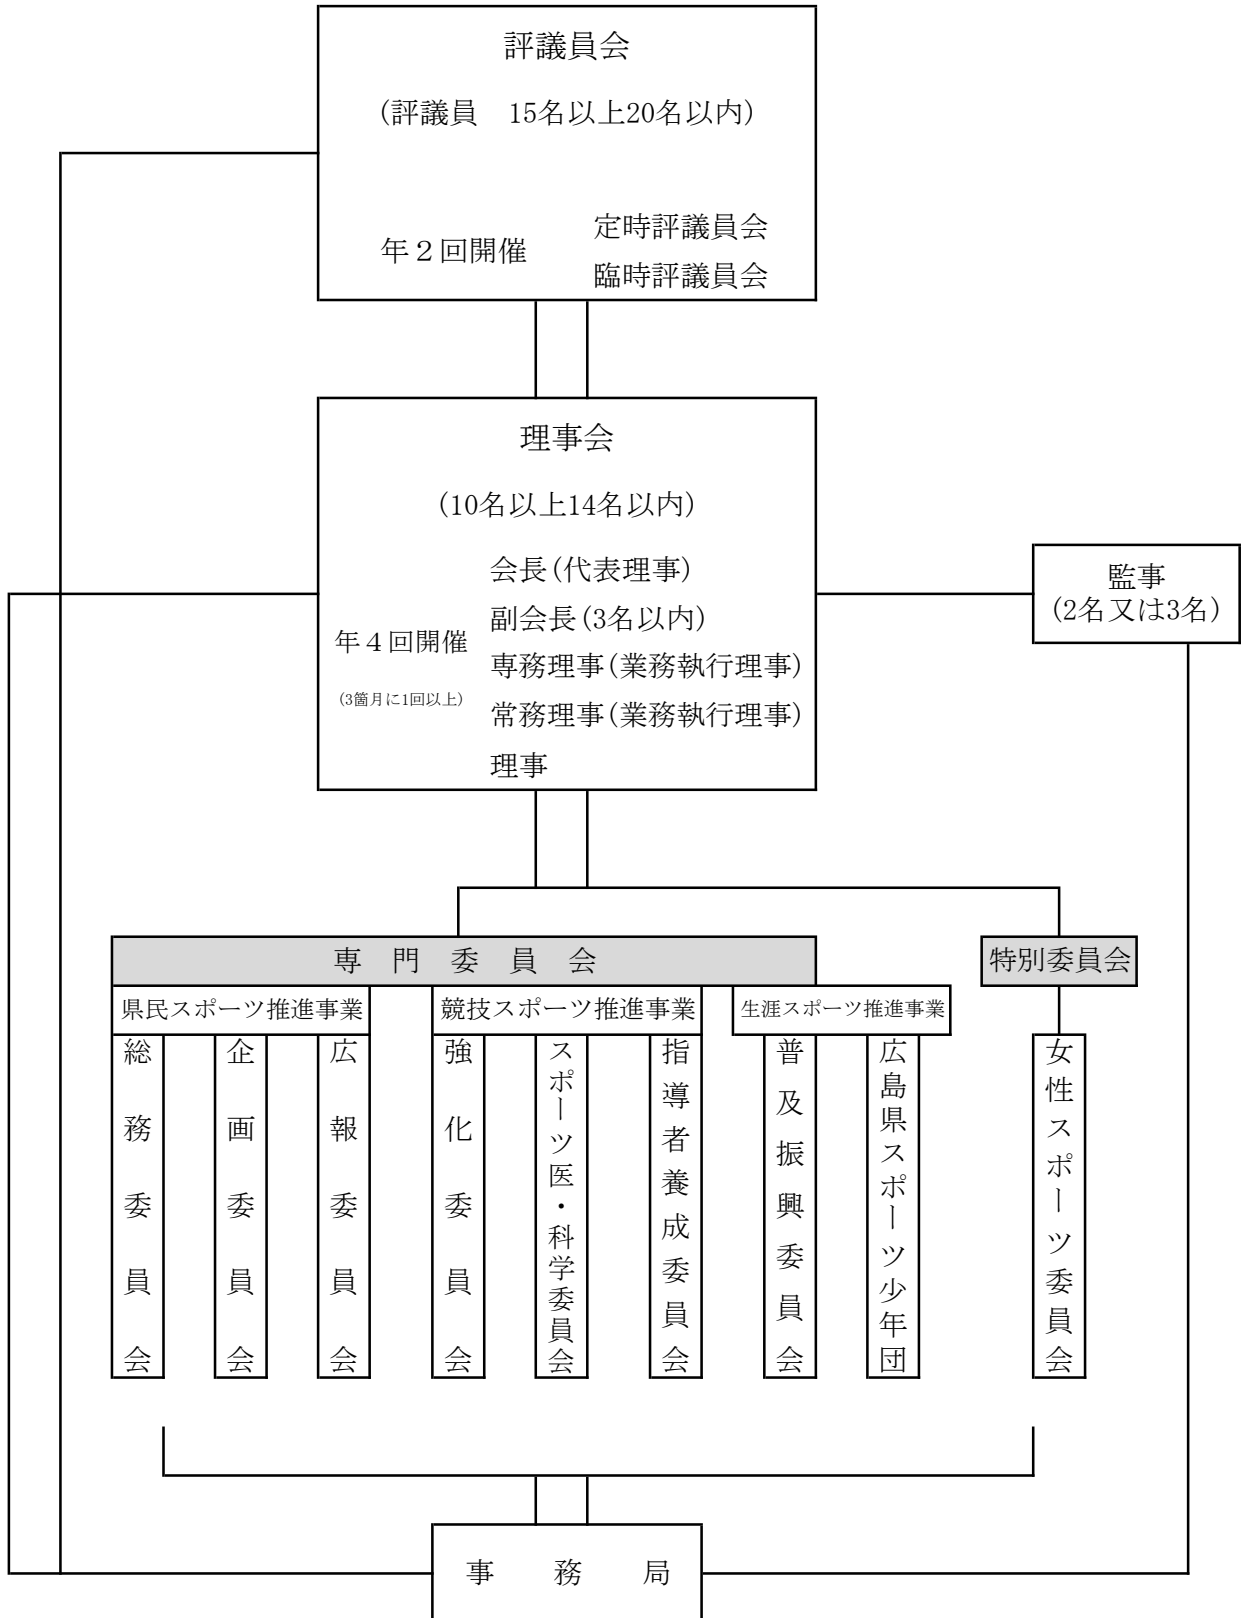 評議員会
(評議員　15名以上20名以内)
年２回開催
定時評議員会
臨時評議員会
理事会
(10名以上14名以内)
年４回開催
(3箇月に1回以上)
会長(代表理事)
副会長(3名以内)
専務理事(業務執行理事)
常務理事(業務執行理事)
理事
監事
(2名又は3名)
専　門　委　員　会
特別委員会
県民スポーツ推進事業
競技スポーツ推進事業
生涯スポーツ推進事業
総務委員会
企画委員会
広報委員会
強化委員会
スポーツ医・科学委員会
指導者養成委員会
普及振興委員会
広島県スポーツ少年団
女性スポーツ委員会
事　務　局